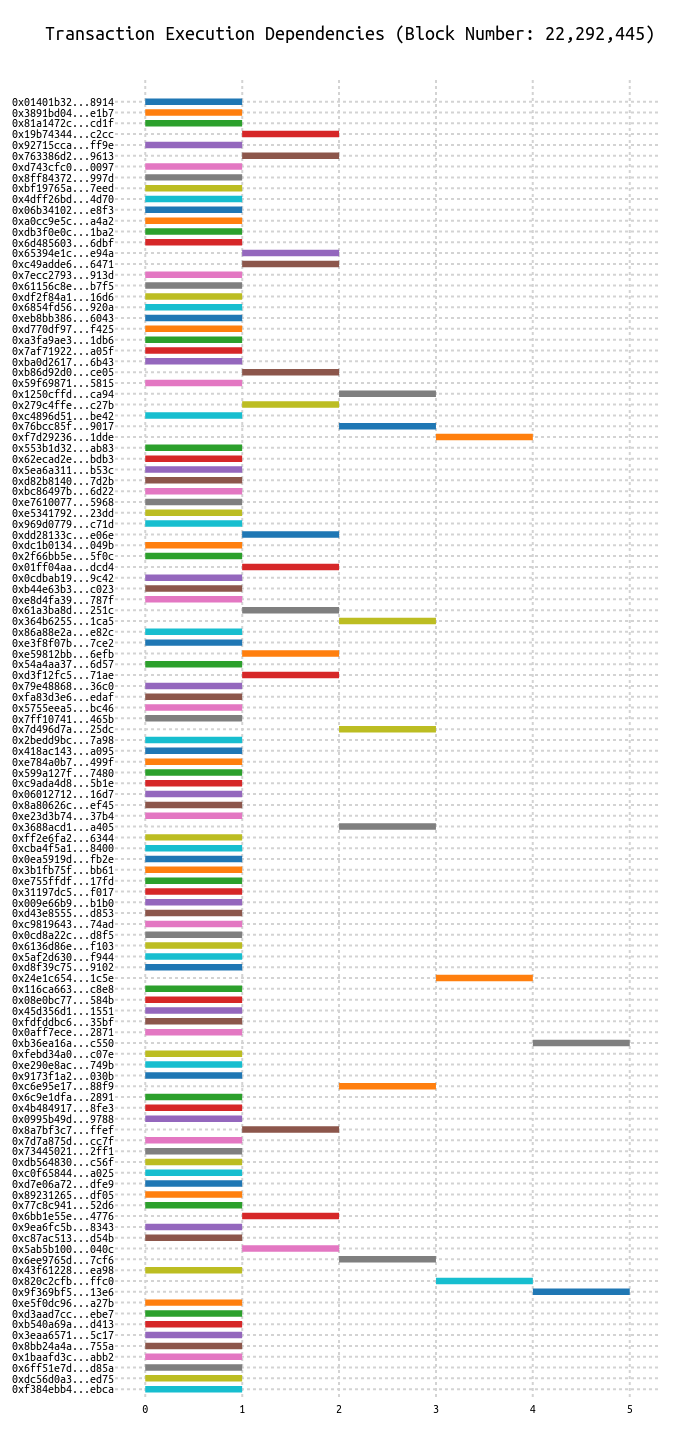 Transaction Execution Dependencies (Block Number: 22,292,445)
0x01401b32...8914
0x3891bd04...e1b7
0x81a1472c...cd1f
0x19b74344...c2cc
0x92715cca...ff9e
0x763386d2...9613
0xd743cfc0...0097
0x8ff84372...997d
0xbf19765a...7eed
0x4dff26bd...4d70
0x06b34102...e8f3
0xa0cc9e5c...a4a2
0xdb3f0e0c...1ba2
0x6d485603...6dbf
0x65394e1c...e94a
0xc49adde6...6471
0x7ecc2793...913d
0x61156c8e...b7f5
0xdf2f84a1...16d6
0x6854fd56...920a
0xeb8bb386...6043
0xd770df97...f425
0xa3fa9ae3...1db6
0x7af71922...a05f
0xba0d2617...6b43
0xb86d92d0...ce05
0x59f69871...5815
0x1250cffd...ca94
0x279c4ffe...c27b
0xc4896d51...be42
0x76bcc85f...9017
0xf7d29236...1dde
0x553b1d32...ab83
0x62ecad2e...bdb3
0x5ea6a311...b53c
0xd82b8140...7d2b
0xbc86497b...6d22
0xe7610077...5968
0xe5341792...23dd
0x969d0779...c71d
0xdd28133c...e06e
0xdc1b0134...049b
0x2f66bb5e...5f0c
0x01ff04aa...dcd4
0x0cdbab19...9c42
0xb44e63b3...c023
0xe8d4fa39...787f
0x61a3ba8d...251c
0x364b6255...1ca5
0x86a88e2a...e82c
0xe3f8f07b...7ce2
0xe59812bb...6efb
0x54a4aa37...6d57
0xd3f12fc5...71ae
0x79e48868...36c0
0xfa83d3e6...edaf
0x5755eea5...bc46
0x7ff10741...465b
0x7d496d7a...25dc
0x2bedd9bc...7a98
0x418ac143...a095
0xe784a0b7...499f
0x599a127f...7480
0xc9ada4d8...5b1e
0x06012712...16d7
0x8a80626c...ef45
0xe23d3b74...37b4
0x3688acd1...a405
0xff2e6fa2...6344
0xcba4f5a1...8400
0x0ea5919d...fb2e
0x3b1fb75f...bb61
0xe755ffdf...17fd
0x31197dc5...f017
0x009e66b9...b1b0
0xd43e8555...d853
0xc9819643...74ad
0x0cd8a22c...d8f5
0x6136d86e...f103
0x5af2d630...f944
0xd8f39c75...9102
0x24e1c654...1c5e
0x116ca663...c8e8
0x08e0bc77...584b
0x45d356d1...1551
0xfdfddbc6...35bf
0x0aff7ece...2871
0xb36ea16a...c550
0xfebd34a0...c07e
0xe290e8ac...749b
0x9173f1a2...030b
0xc6e95e17...88f9
0x6c9e1dfa...2891
0x4b484917...8fe3
0x0995b49d...9788
0x8a7bf3c7...ffef
0x7d7a875d...cc7f
0x73445021...2ff1
0xdb564830...c56f
0xc0f65844...a025
0xd7e06a72...dfe9
0x89231265...df05
0x77c8c941...52d6
0x6bb1e55e...4776
0x9ea6fc5b...8343
0xc87ac513...d54b
0x5ab5b100...040c
0x6ee9765d...7cf6
0x43f61228...ea98
0x820c2cfb...ffc0
0x9f369bf5...13e6
0xe5f0dc96...a27b
0xd3aad7cc...ebe7
0xb540a69a...d413
0x3eaa6571...5c17
0x8bb24a4a...755a
0x1baafd3c...abb2
0x6ff51e7d...d85a
0xdc56d0a3...ed75
0xf384ebb4...ebca
0 1 2 3 4 5